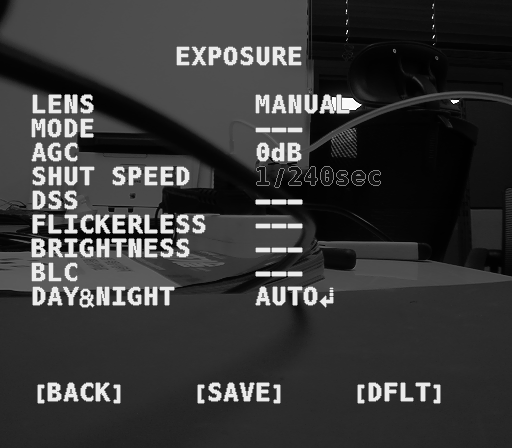 EXPOSURE
LENS MANUAL
MODE ---
AGC 0dB
SHUT SPEED 1/240sec
DSS ---
FLICKERLESS ---
BRIGHTNESS ---
BLC ---
DAY&NIGHT AUTO↲
[BACK] [SAVE] [DFLT]